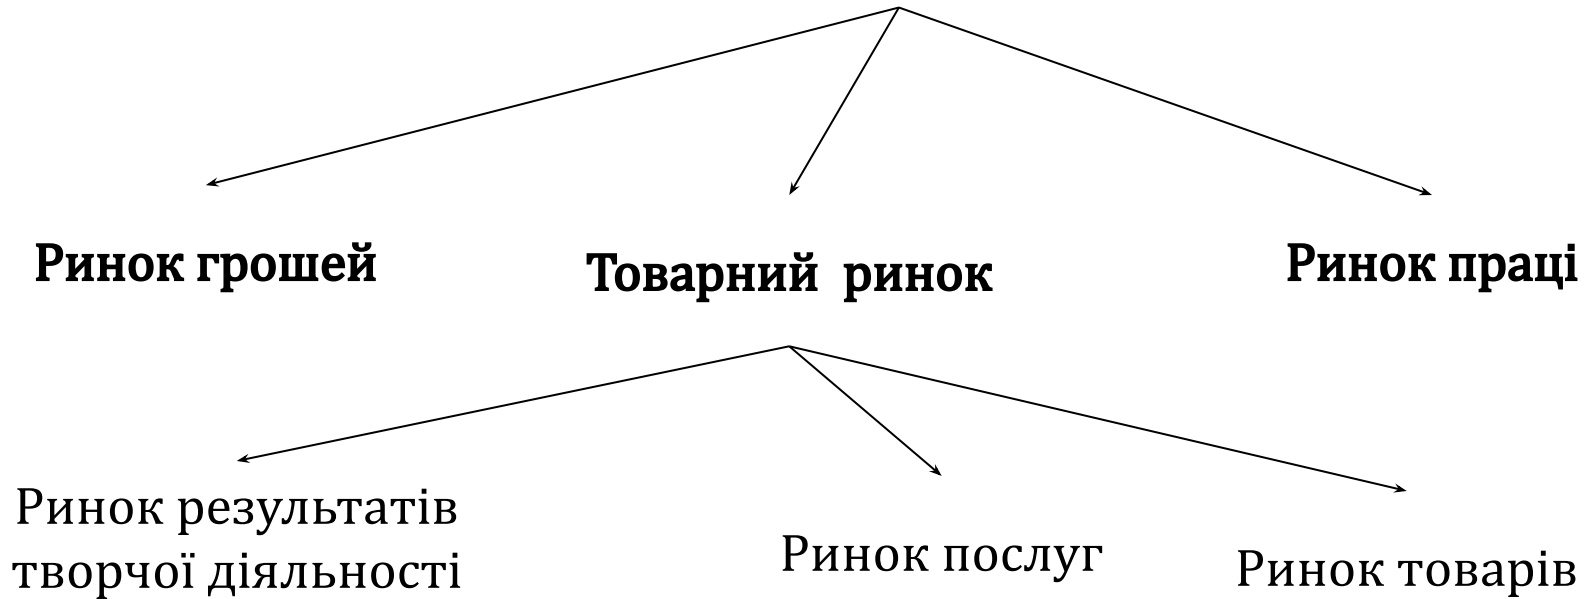 Ринок грошей
Товарний ринок
Ринок праці
Ринок результатів
творчої діяльності
Ринок послуг
Ринок товарів